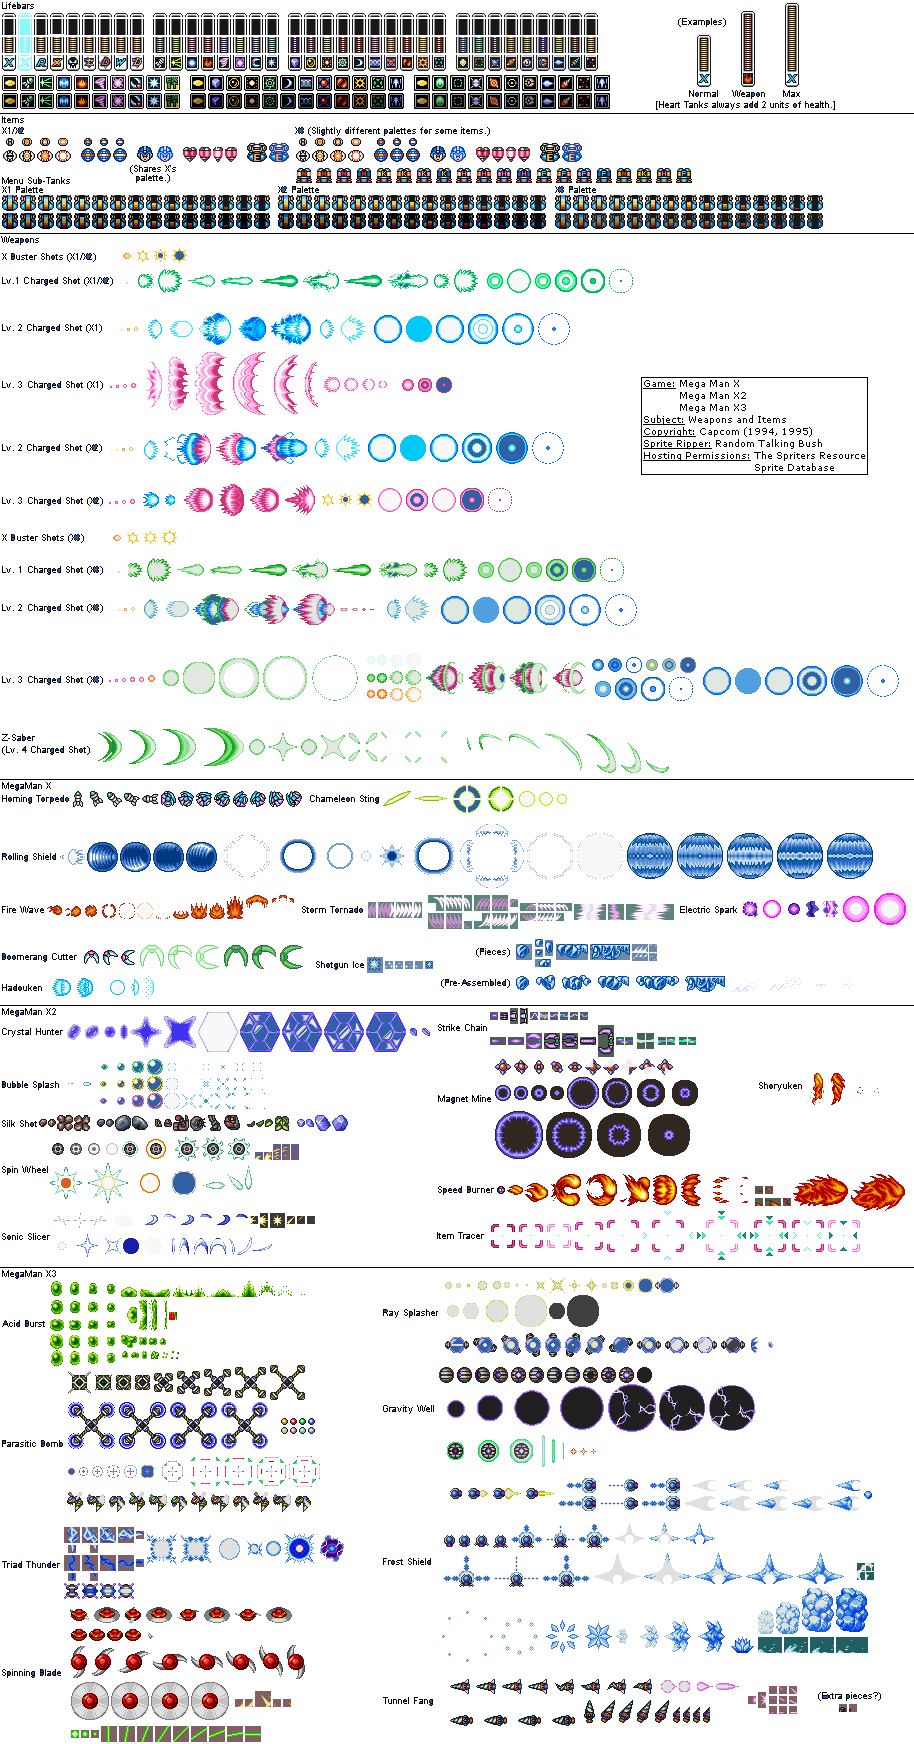 Lifebars
(Examples)
Normal
Weapon
Max
[Heart Tanks always add 2 units of health.]
Items
X1/X2
X3 (Slightly different palettes for some items.)
(Shares X's
palette.)
Menu Sub-Tanks
X1 Palette
X2 Palette
X3 Palette
Weapons
X Buster Shots (X1/X2)
Lv.1 Charged Shot (X1/X2)
Lv. 2 Charged Shot (X1)
Lv. 3 Charged Shot (X1)
Game: Mega Man X
Mega Man X2
Mega Man X3
Subject: Weapons and Items
Copyright: Capcom (1994, 1995)
Sprite Ripper: Random Talking Bush
Hosting Permissions: The Spriters Resource
Sprite Database
Lv. 2 Charged Shot (X2)
Lv. 3 Charged Shot (X2)
X Buster Shots (X3)
Lv. 1 Charged Shot (X3)
Lv. 2 Charged Shot (X3)
Lv. 3 Charged Shot (X3)
Z-Saber
(Lv. 4 Charged Shot)
MegaMan X
Homing Torpedo
Chameleon Sting
Rolling Shield
Fire Wave
Storm Tornado
Electric Spark
Boomerang Cutter
Shotgun Ice
(Pieces)
(Pre-Assembled)
Hadouken
MegaMan X2
Crystal Hunter
Strike Chain
Bubble Splash
Magnet Mine
Shoryuken
Silk Shot
Spin Wheel
Speed Burner
Sonic Slicer
Item Tracer
MegaMan X3
Acid Burst
Ray Splasher
Gravity Well
Parasitic Bomb
Triad Thunder
Frost Shield
Spinning Blade
Tunnel Fang
(Extra pieces?)